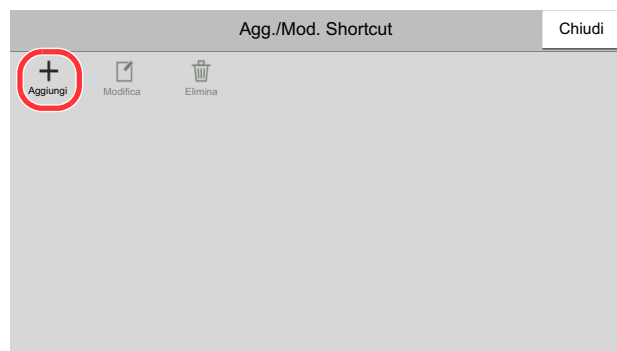 Agg./Mod. Shortcut
Chiudi
Aggiungi
Modifica
Elimina